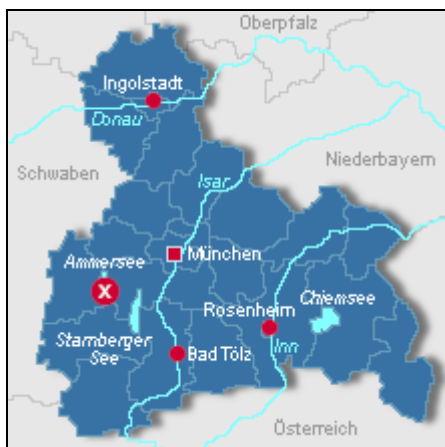 Oberpfalz
Ingolstadt
Donau
Niederbayern
Schwaben
Isar
München
Ammersee
X
Chiemsee
Rosenheim
Starnberger
See
Inn
Bad Tölz
Österreich